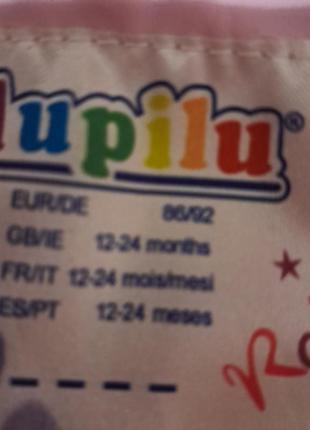 lupilu®
EUR/DE 86/92
GB/IE 12-24 months
FR/IT 12-24 mois/mesi
ES/PT 12-24 meses